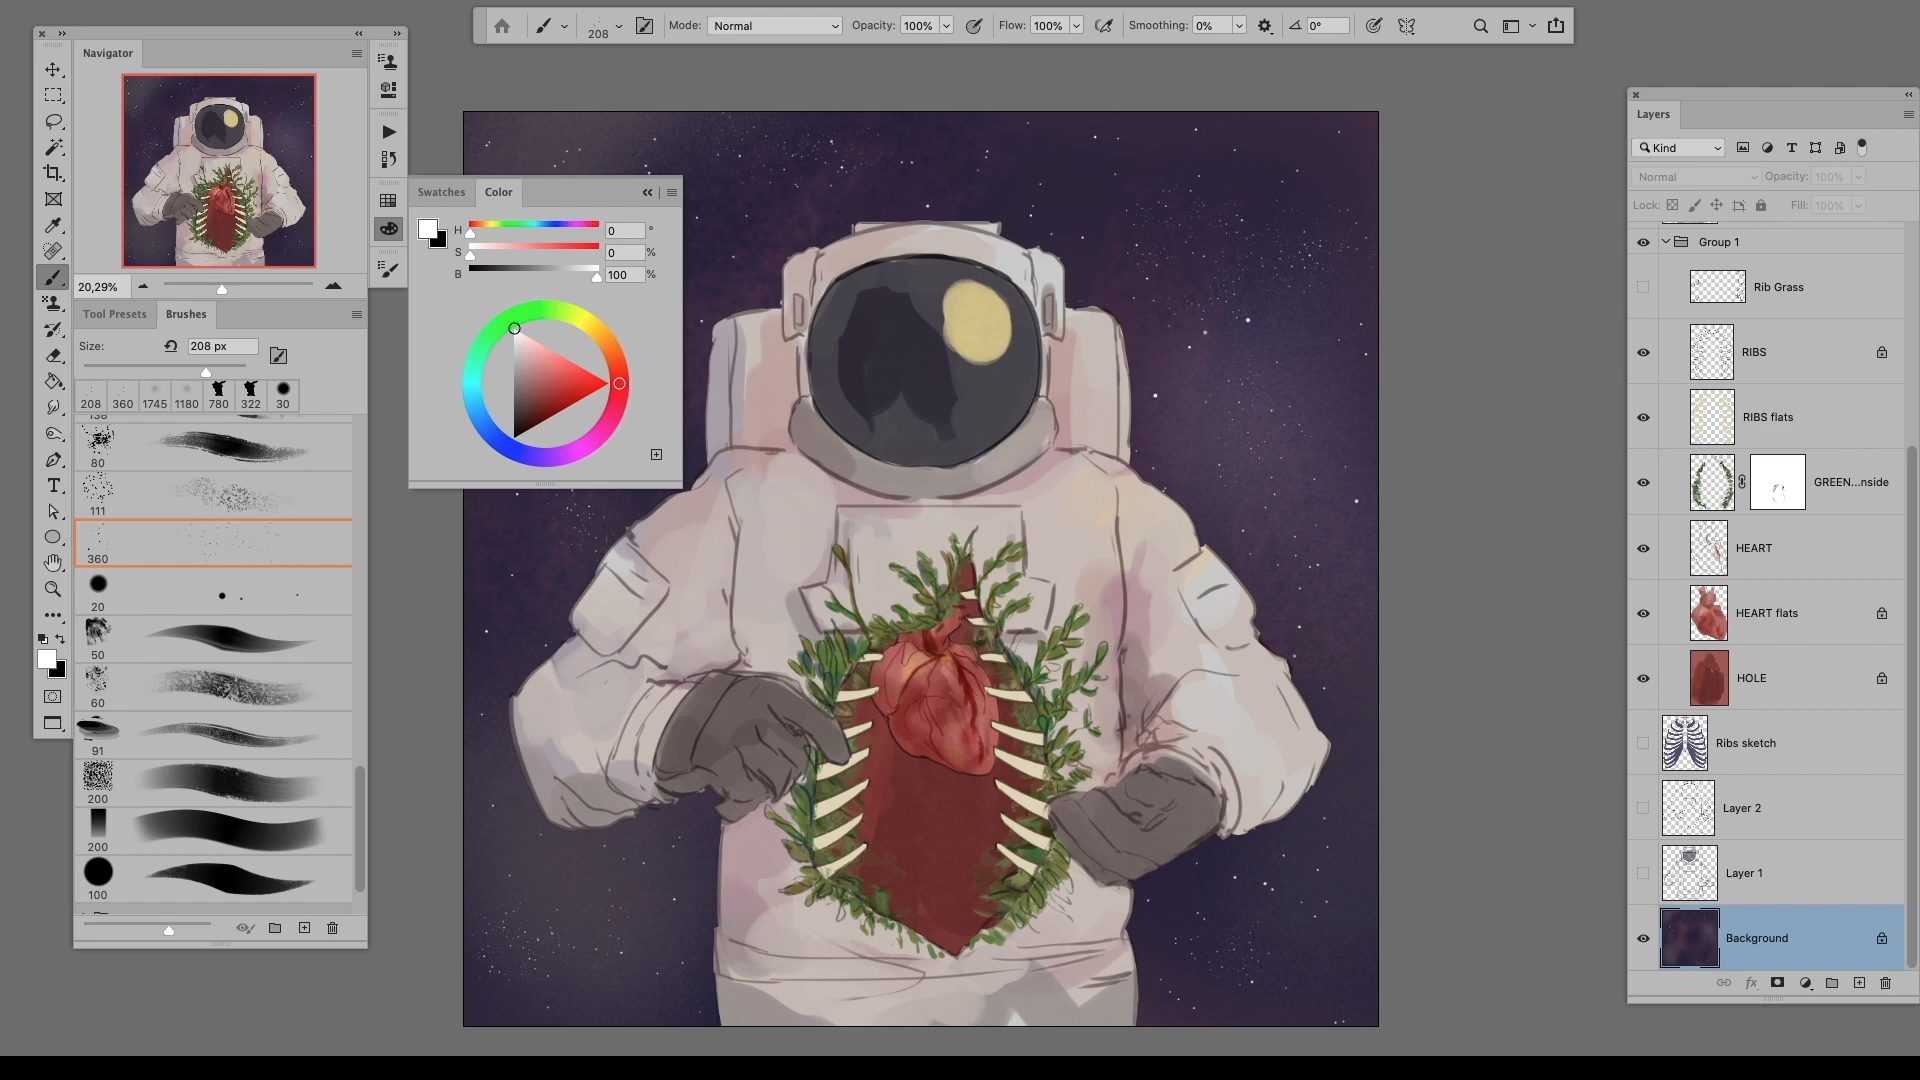 208
Mode:
Normal
Opacity:
100%
Flow:
100%
Smoothing:
0%
0°
Navigator
20,29%
Tool Presets
Brushes
Size:
208 px
208
360
1745
1180
780
322
30
80
111
360
20
50
60
91
200
200
100
Swatches
Color
H
0
°
S
0
%
B
100
%
Layers
Kind
Normal
Opacity:
100%
Lock:
Fill:
100%
Group 1
Rib Grass
RIBS
RIBS flats
GREEN...nside
HEART
HEART flats
HOLE
Ribs sketch
Layer 2
Layer 1
Background
fx